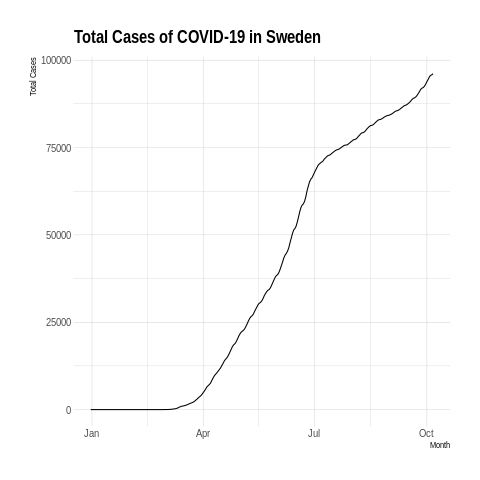 Total Cases of COVID-19 in Sweden
Total Cases
100000
75000
50000
25000
0
Jan Apr Jul Oct
Month